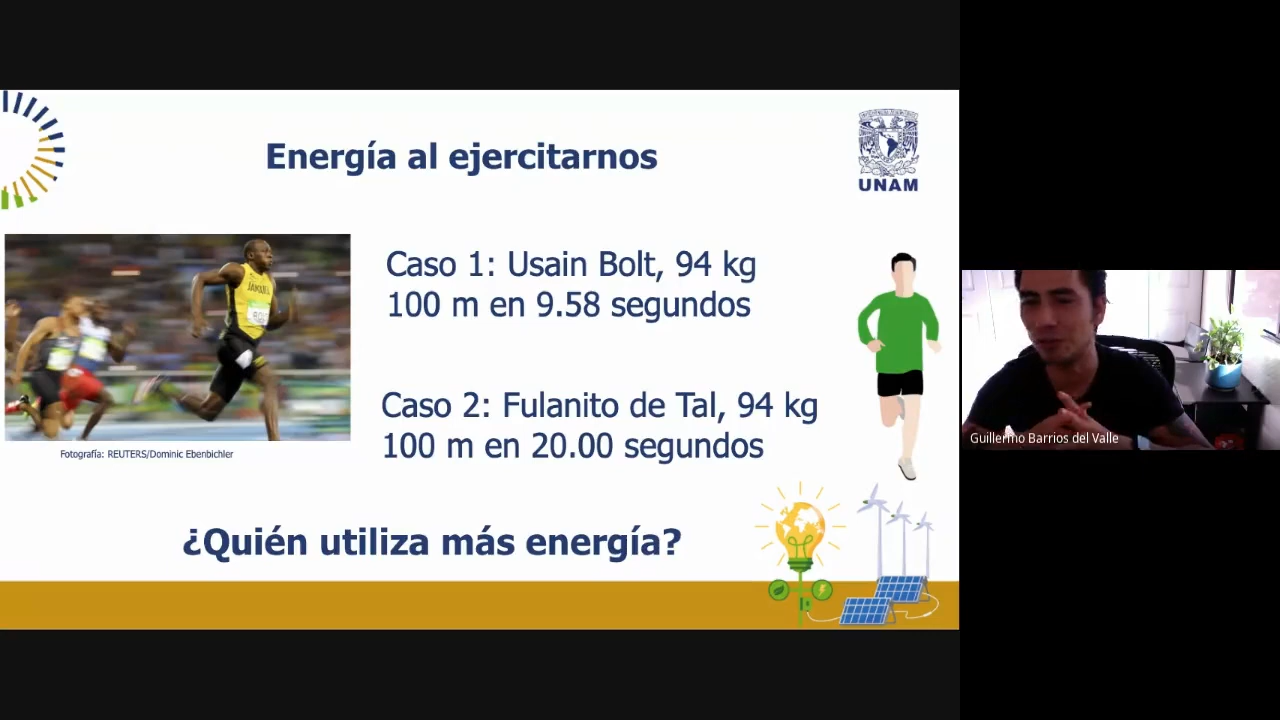 Energía al ejercitarnos
UNAM
Caso 1: Usain Bolt, 94 kg
100 m en 9.58 segundos
Caso 2: Fulanito de Tal, 94 kg
100 m en 20.00 segundos
Fotografía: REUTERS/Dominic Ebenbichler
¿Quién utiliza más energía?
Guillermo Barrios del Valle